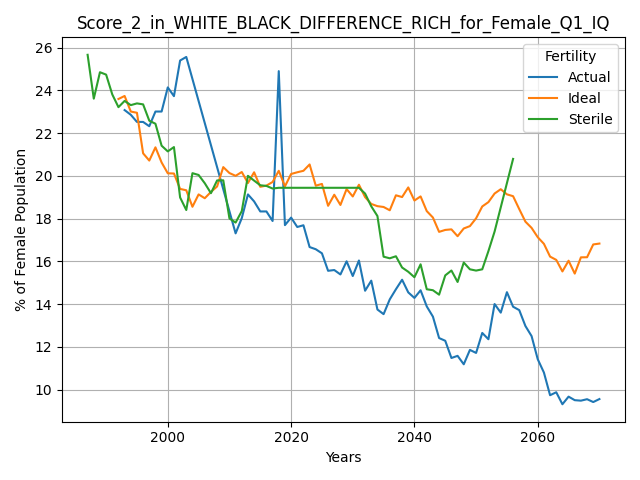 Score_2_in_WHITE_BLACK_DIFFERENCE_RICH_for_Female_Q1_IQ
Fertility
Actual
Ideal
Sterile
% of Female Population
26
24
22
20
18
16
14
12
10
2000 2020 2040 2060
Years